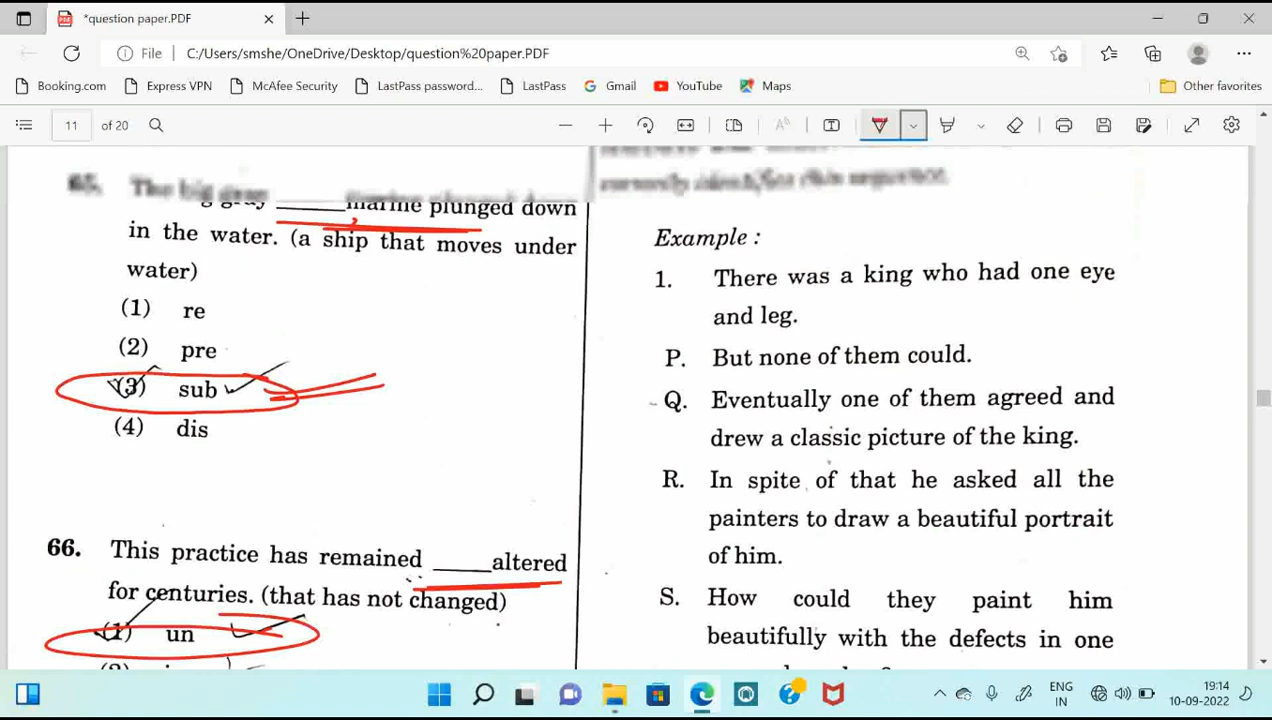 *question paper.PDF
File C:/Users/smshe/OneDrive/Desktop/question%20paper.PDF
Booking.com Express VPN McAfee Security LastPass password... LastPass Gmail YouTube Maps Other favorites
11 of 20
65. The big gray ______marine plunged down
in the water. (a ship that moves under
water)
(1) re
(2) pre
(3) sub
(4) dis
66. This practice has remained _____altered
for centuries. (that has not changed)
(1) un
Example :
1. There was a king who had one eye
and leg.
P. But none of them could.
Q. Eventually one of them agreed and
drew a classic picture of the king.
R. In spite of that he asked all the
painters to draw a beautiful portrait
of him.
S. How could they paint him
beautifully with the defects in one
ENG
IN
19:14
10-09-2022